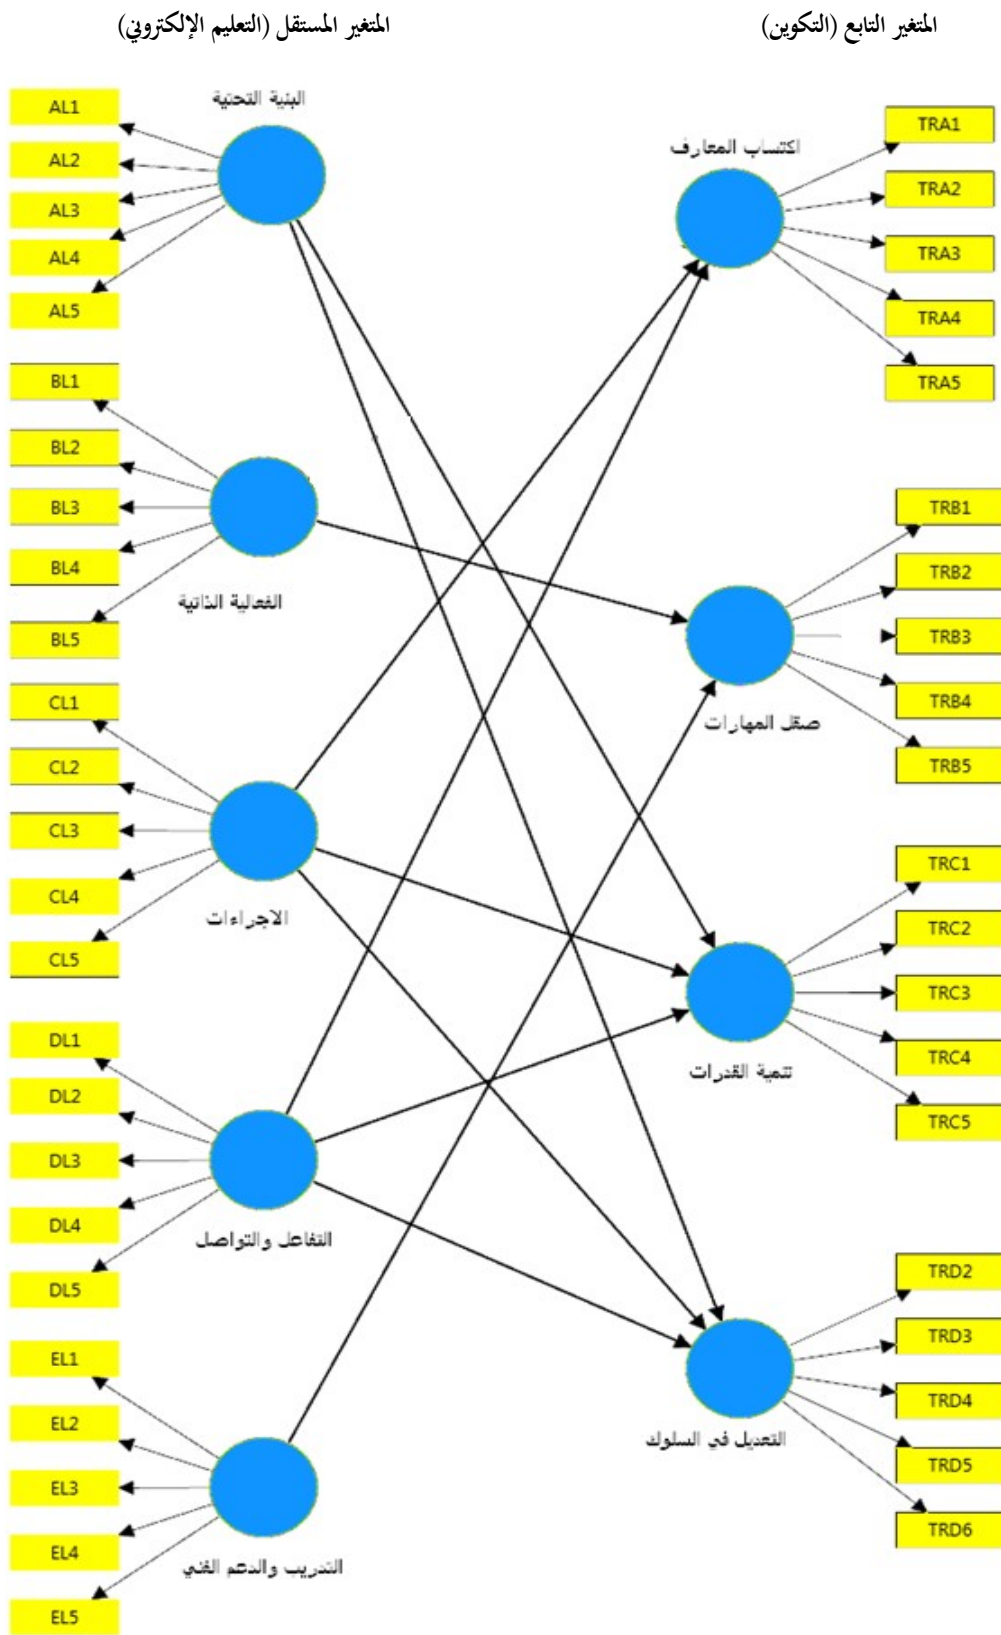 المتغير المستقل (التعليم الإلكتروني)
المتغير التابع (التكوين)
البنية التحتية
AL1
AL2
AL3
AL4
AL5
الفعالية الذاتية
BL1
BL2
BL3
BL4
BL5
الاجراءات
CL1
CL2
CL3
CL4
CL5
التفاعل والتواصل
DL1
DL2
DL3
DL4
DL5
التدريب والدعم الفني
EL1
EL2
EL3
EL4
EL5
اكتساب المعارف
TRA1
TRA2
TRA3
TRA4
TRA5
صقل المهارات
TRB1
TRB2
TRB3
TRB4
TRB5
تنمية القدرات
TRC1
TRC2
TRC3
TRC4
TRC5
التعديل في السلوك
TRD2
TRD3
TRD4
TRD5
TRD6